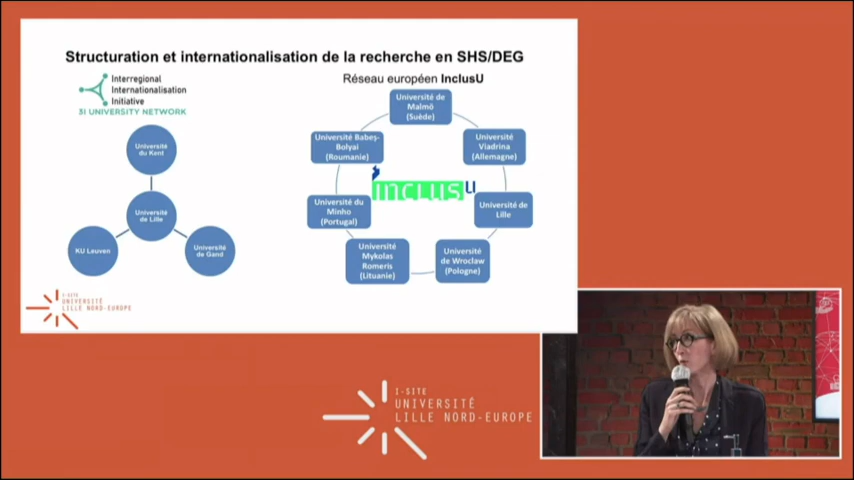 Structuration et internationalisation de la recherche en SHS/DEG
Interregional
Internationalisation
Initiative
3I UNIVERSITY NETWORK
Université
du Kent
Université
de Lille
KU Leuven
Université
de Gand
Réseau européen InclusU
Université de
Malmö
(Suède)
Université
Viadrina
(Allemagne)
Université de
Lille
Université
de Wroclaw
(Pologne)
Université
Mykolas
Romeris
(Lituanie)
Université du
Minho
(Portugal)
Université Babeş-
Bolyai
(Roumanie)
INCLUS U
I-SITE
UNIVERSITÉ
LILLE NORD-EUROPE
I-SITE
UNIVERSITÉ
LILLE NORD-EUROPE